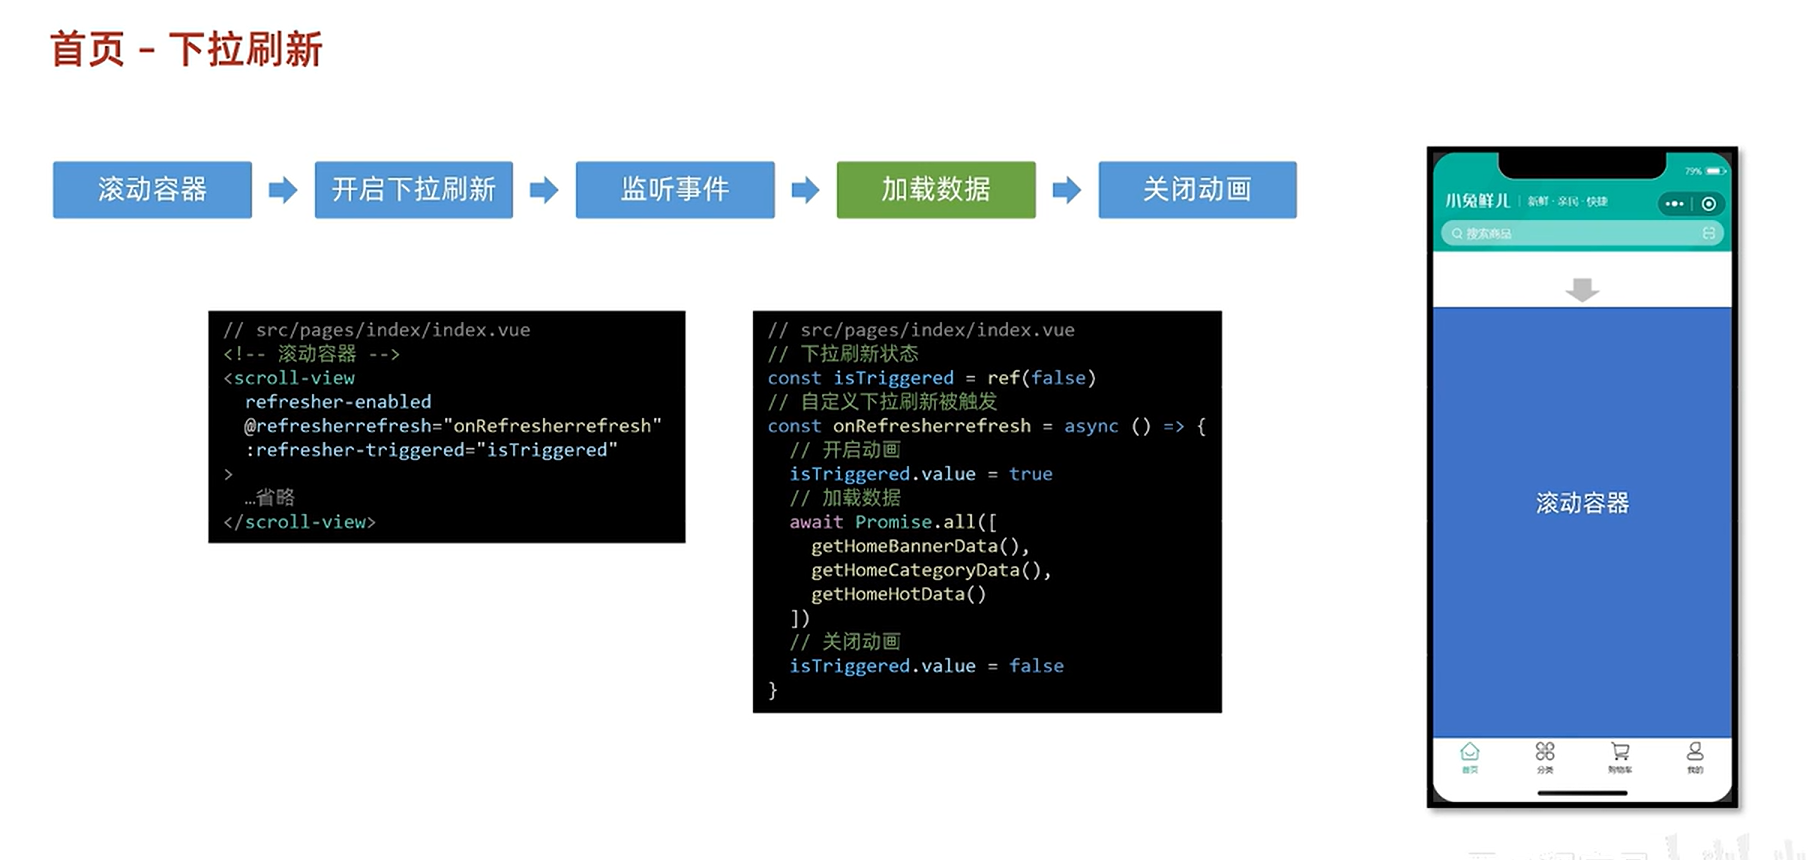 首页 – 下拉刷新
滚动容器
开启下拉刷新
监听事件
加载数据
关闭动画
// src/pages/index/index.vue
<!-- 滚动容器 -->
<scroll-view
refresher-enabled
@refresherrefresh="onRefresherrefresh"
:refresher-triggered="isTriggered"
>
…省略
</scroll-view>
// src/pages/index/index.vue
// 下拉刷新状态
const isTriggered = ref(false)
// 自定义下拉刷新被触发
const onRefresherrefresh = async () => {
// 开启动画
isTriggered.value = true
// 加载数据
await Promise.all([
getHomeBannerData(),
getHomeCategoryData(),
getHomeHotData()
])
// 关闭动画
isTriggered.value = false
}
79%
小兔鲜儿 | 新鲜·亲民·快捷
搜索商品
滚动容器
首页
分类
购物车
我的